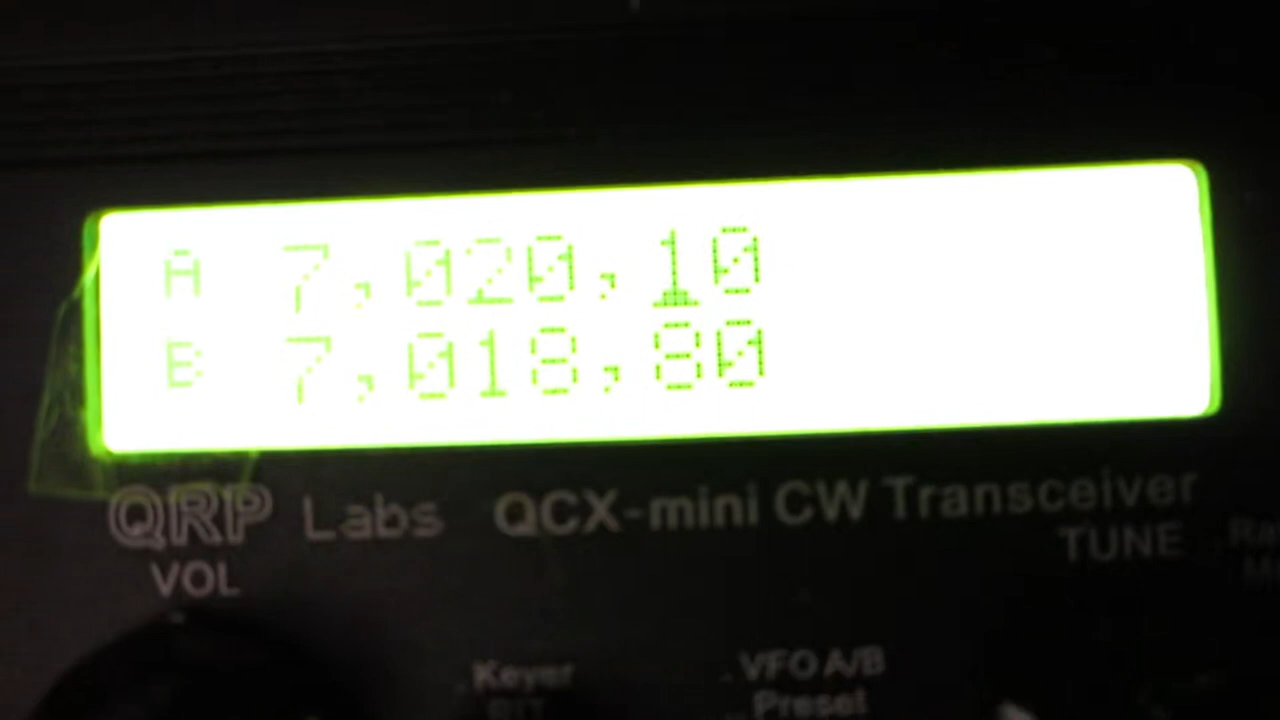 A 7,020,10
B 7,018,80
QRP Labs QCX-mini CW Transceiver
VOL
TUNE
Keyer
VFO A/B
Preset